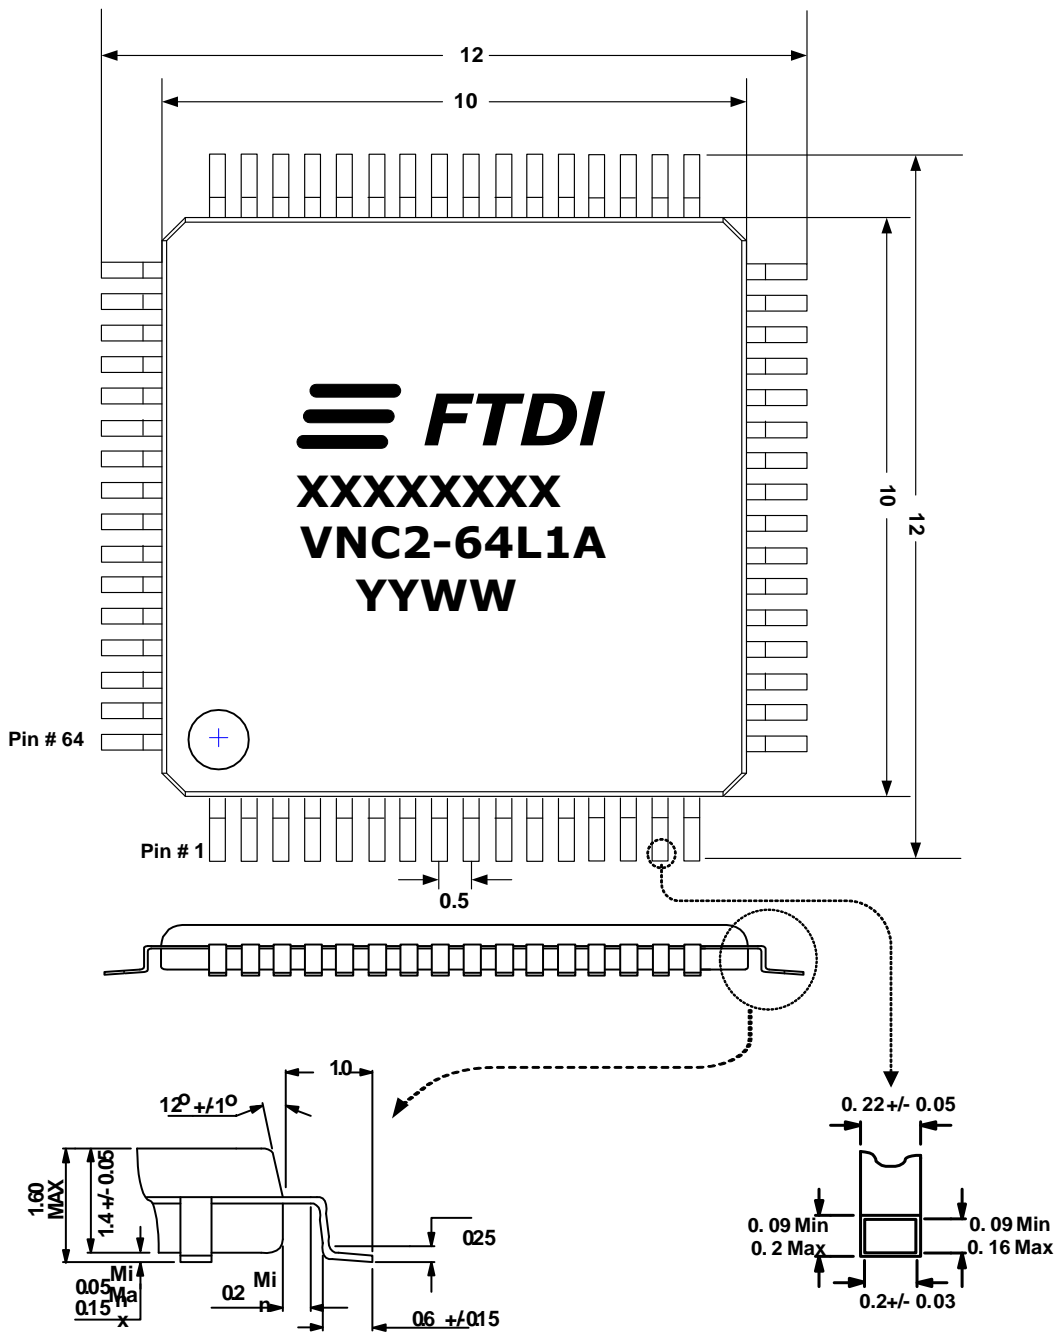 12
10
FTDI
XXXXXXXX
VNC2-64L1A
YYWW
10
12
Pin # 64
Pin # 1
0.5
1.0
12° +/-1°
0. 22 +/- 0.05
1.60
MAX
1.4 +/- 0.05
0.25
0. 09 Min
0. 2 Max
0. 09 Min
0. 16 Max
0.05 Min
0.15 Max
0.2 Min
0.6 +/-0.15
0.2+/- 0.03